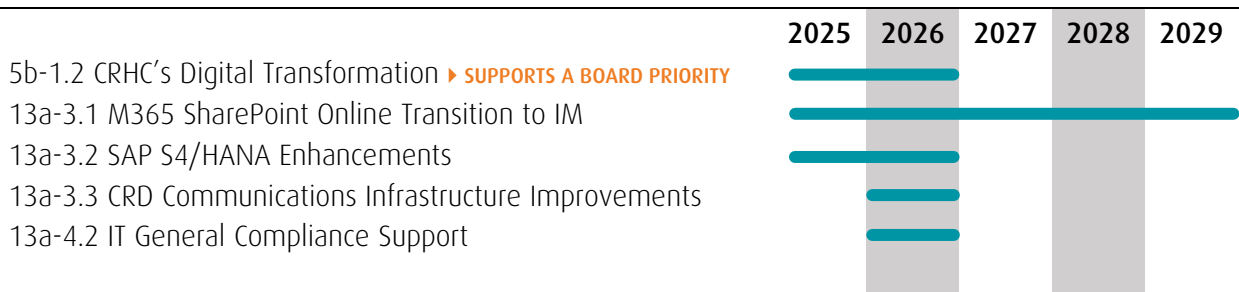 2025 2026 2027 2028 2029
5b-1.2 CRHC’s Digital Transformation ▸ SUPPORTS A BOARD PRIORITY
13a-3.1 M365 SharePoint Online Transition to IM
13a-3.2 SAP S4/HANA Enhancements
13a-3.3 CRD Communications Infrastructure Improvements
13a-4.2 IT General Compliance Support